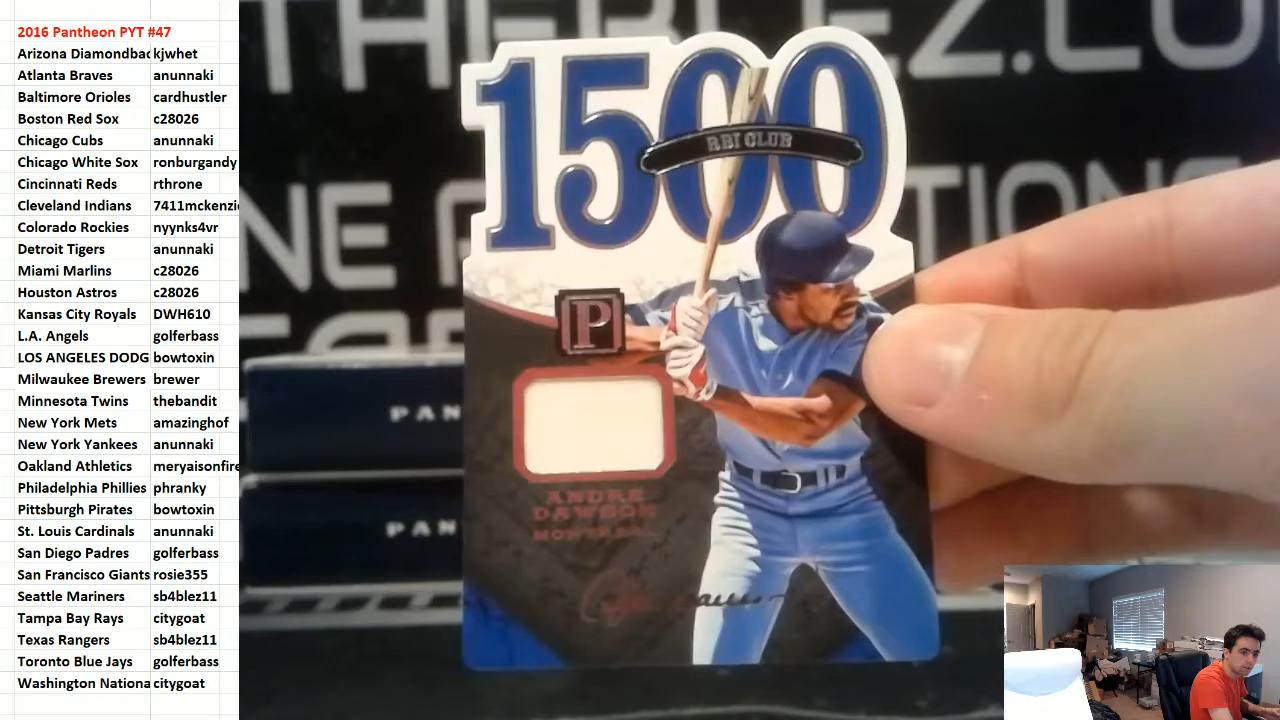 2016 Pantheon PYT #47
Arizona Diamondbac kjwhet
Atlanta Braves anunnaki
Baltimore Orioles cardhustler
Boston Red Sox c28026
Chicago Cubs anunnaki
Chicago White Sox ronburgandy
Cincinnati Reds rthrone
Cleveland Indians 7411mckenzie
Colorado Rockies nyynks4vr
Detroit Tigers anunnaki
Miami Marlins c28026
Houston Astros c28026
Kansas City Royals DWH610
L.A. Angels golferbass
LOS ANGELES DODG bowtoxin
Milwaukee Brewers brewer
Minnesota Twins thebandit
New York Mets amazinghof
New York Yankees anunnaki
Oakland Athletics meryaisonfire
Philadelphia Phillies phranky
Pittsburgh Pirates bowtoxin
St. Louis Cardinals anunnaki
San Diego Padres golferbass
San Francisco Giants rosie355
Seattle Mariners sb4blez11
Tampa Bay Rays citygoat
Texas Rangers sb4blez11
Toronto Blue Jays golferbass
Washington Nationa citygoat
THEBLEZ.CO
1500
RBI CLUB
P
ANDRE
DAWSON
MONTREAL
PAN
PAN